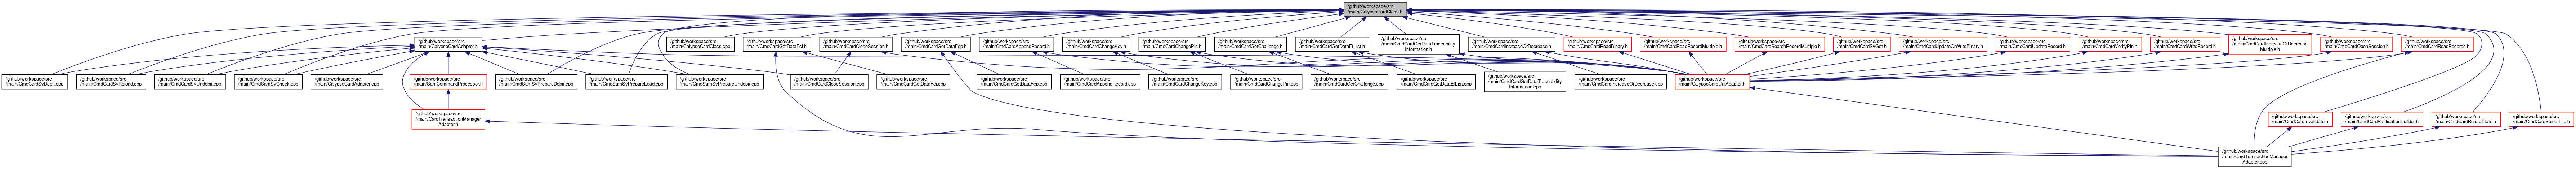 /github/workspace/src
/main/CalypsoCardClass.h
/github/workspace/src
/main/CalypsoCardAdapter.h
/github/workspace/src
/main/CalypsoCardClass.cpp
/github/workspace/src
/main/CmdCardGetDataFci.h
/github/workspace/src
/main/CmdCardCloseSession.h
/github/workspace/src
/main/CmdCardGetDataFcp.h
/github/workspace/src
/main/CmdCardAppendRecord.h
/github/workspace/src
/main/CmdCardChangeKey.h
/github/workspace/src
/main/CmdCardChangePin.h
/github/workspace/src
/main/CmdCardGetChallenge.h
/github/workspace/src
/main/CmdCardGetDataEfList.h
/github/workspace/src
/main/CmdCardGetDataTraceability
Information.h
/github/workspace/src
/main/CmdCardIncreaseOrDecrease.h
/github/workspace/src
/main/CmdCardReadBinary.h
/github/workspace/src
/main/CmdCardReadRecordMultiple.h
/github/workspace/src
/main/CmdCardSearchRecordMultiple.h
/github/workspace/src
/main/CmdCardSvGet.h
/github/workspace/src
/main/CmdCardUpdateOrWriteBinary.h
/github/workspace/src
/main/CmdCardUpdateRecord.h
/github/workspace/src
/main/CmdCardVerifyPin.h
/github/workspace/src
/main/CmdCardWriteRecord.h
/github/workspace/src
/main/CmdCardIncreaseOrDecrease
Multiple.h
/github/workspace/src
/main/CmdCardOpenSession.h
/github/workspace/src
/main/CmdCardReadRecords.h
/github/workspace/src
/main/CmdCardSvDebit.cpp
/github/workspace/src
/main/CmdCardSvReload.cpp
/github/workspace/src
/main/CmdCardSvUndebit.cpp
/github/workspace/src
/main/CmdSamSvCheck.cpp
/github/workspace/src
/main/CalypsoCardAdapter.cpp
/github/workspace/src
/main/SamCommandProcessor.h
/github/workspace/src
/main/CmdSamSvPrepareDebit.cpp
/github/workspace/src
/main/CmdSamSvPrepareLoad.cpp
/github/workspace/src
/main/CmdSamSvPrepareUndebit.cpp
/github/workspace/src
/main/CmdCardCloseSession.cpp
/github/workspace/src
/main/CmdCardGetDataFci.cpp
/github/workspace/src
/main/CmdCardGetDataFcp.cpp
/github/workspace/src
/main/CmdCardAppendRecord.cpp
/github/workspace/src
/main/CmdCardChangeKey.cpp
/github/workspace/src
/main/CmdCardChangePin.cpp
/github/workspace/src
/main/CmdCardGetChallenge.cpp
/github/workspace/src
/main/CmdCardGetDataEfList.cpp
/github/workspace/src
/main/CmdCardGetDataTraceability
Information.cpp
/github/workspace/src
/main/CmdCardIncreaseOrDecrease.cpp
/github/workspace/src
/main/CalypsoCardUtilAdapter.h
/github/workspace/src
/main/CardTransactionManager
Adapter.h
/github/workspace/src
/main/CmdCardInvalidate.h
/github/workspace/src
/main/CmdCardRatificationBuilder.h
/github/workspace/src
/main/CmdCardRehabilitate.h
/github/workspace/src
/main/CmdCardSelectFile.h
/github/workspace/src
/main/CardTransactionManager
Adapter.cpp